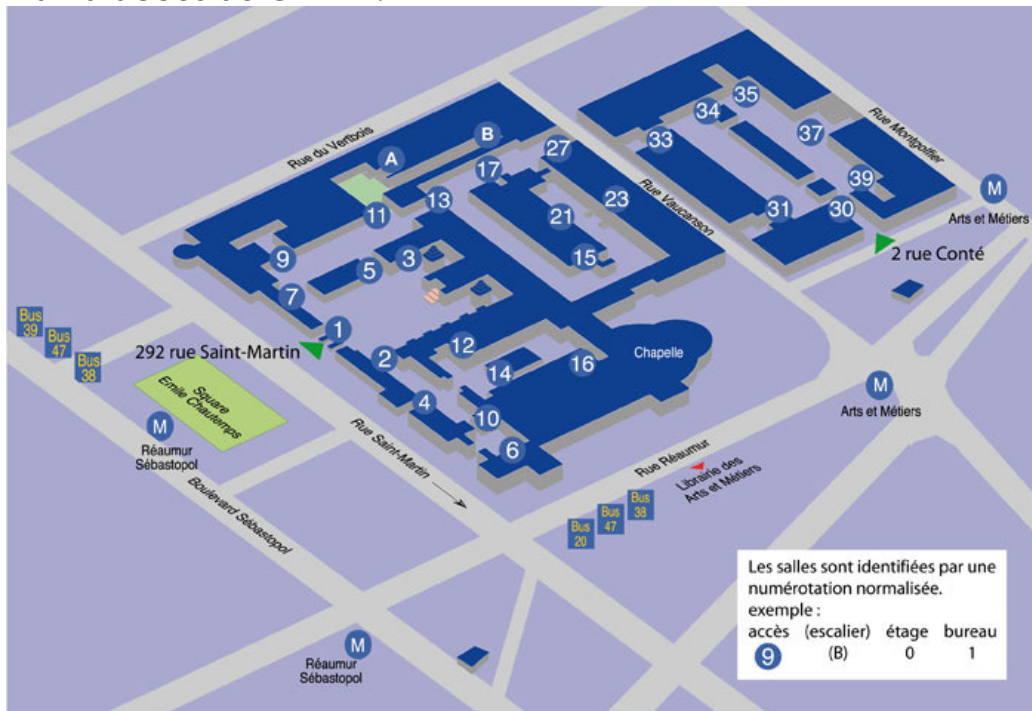 Rue du Vertbois
B
A
35
34
37
Rue Montgolfier
33
27
17
39
M
Arts et Métiers
Rue Vaucanson
13
11
23
21
31
30
2 rue Conté
9
3
15
5
7
Bus
39
Bus
47
Bus
38
1
292 rue Saint-Martin
2
12
14
16
Chapelle
Square
Emile Chautemps
4
M
Arts et Métiers
10
6
M
Réaumur
Sébastopol
Rue Saint-Martin
Rue Réaumur
Librairie des
Arts et Métiers
Boulevard Sébastopol
Bus
20
Bus
47
Bus
38
M
Réaumur
Sébastopol
Les salles sont identifiées par une
numérotation normalisée.
exemple :
accès (escalier) étage bureau
9 (B) 0 1